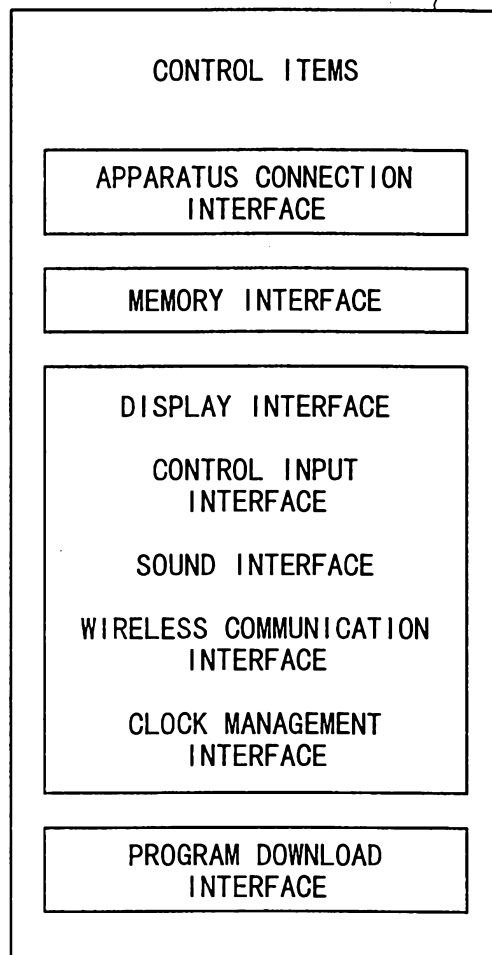 CONTROL ITEMS
APPARATUS CONNECTION
INTERFACE
MEMORY INTERFACE
DISPLAY INTERFACE
CONTROL INPUT
INTERFACE
SOUND INTERFACE
WIRELESS COMMUNICATION
INTERFACE
CLOCK MANAGEMENT
INTERFACE
PROGRAM DOWNLOAD
INTERFACE